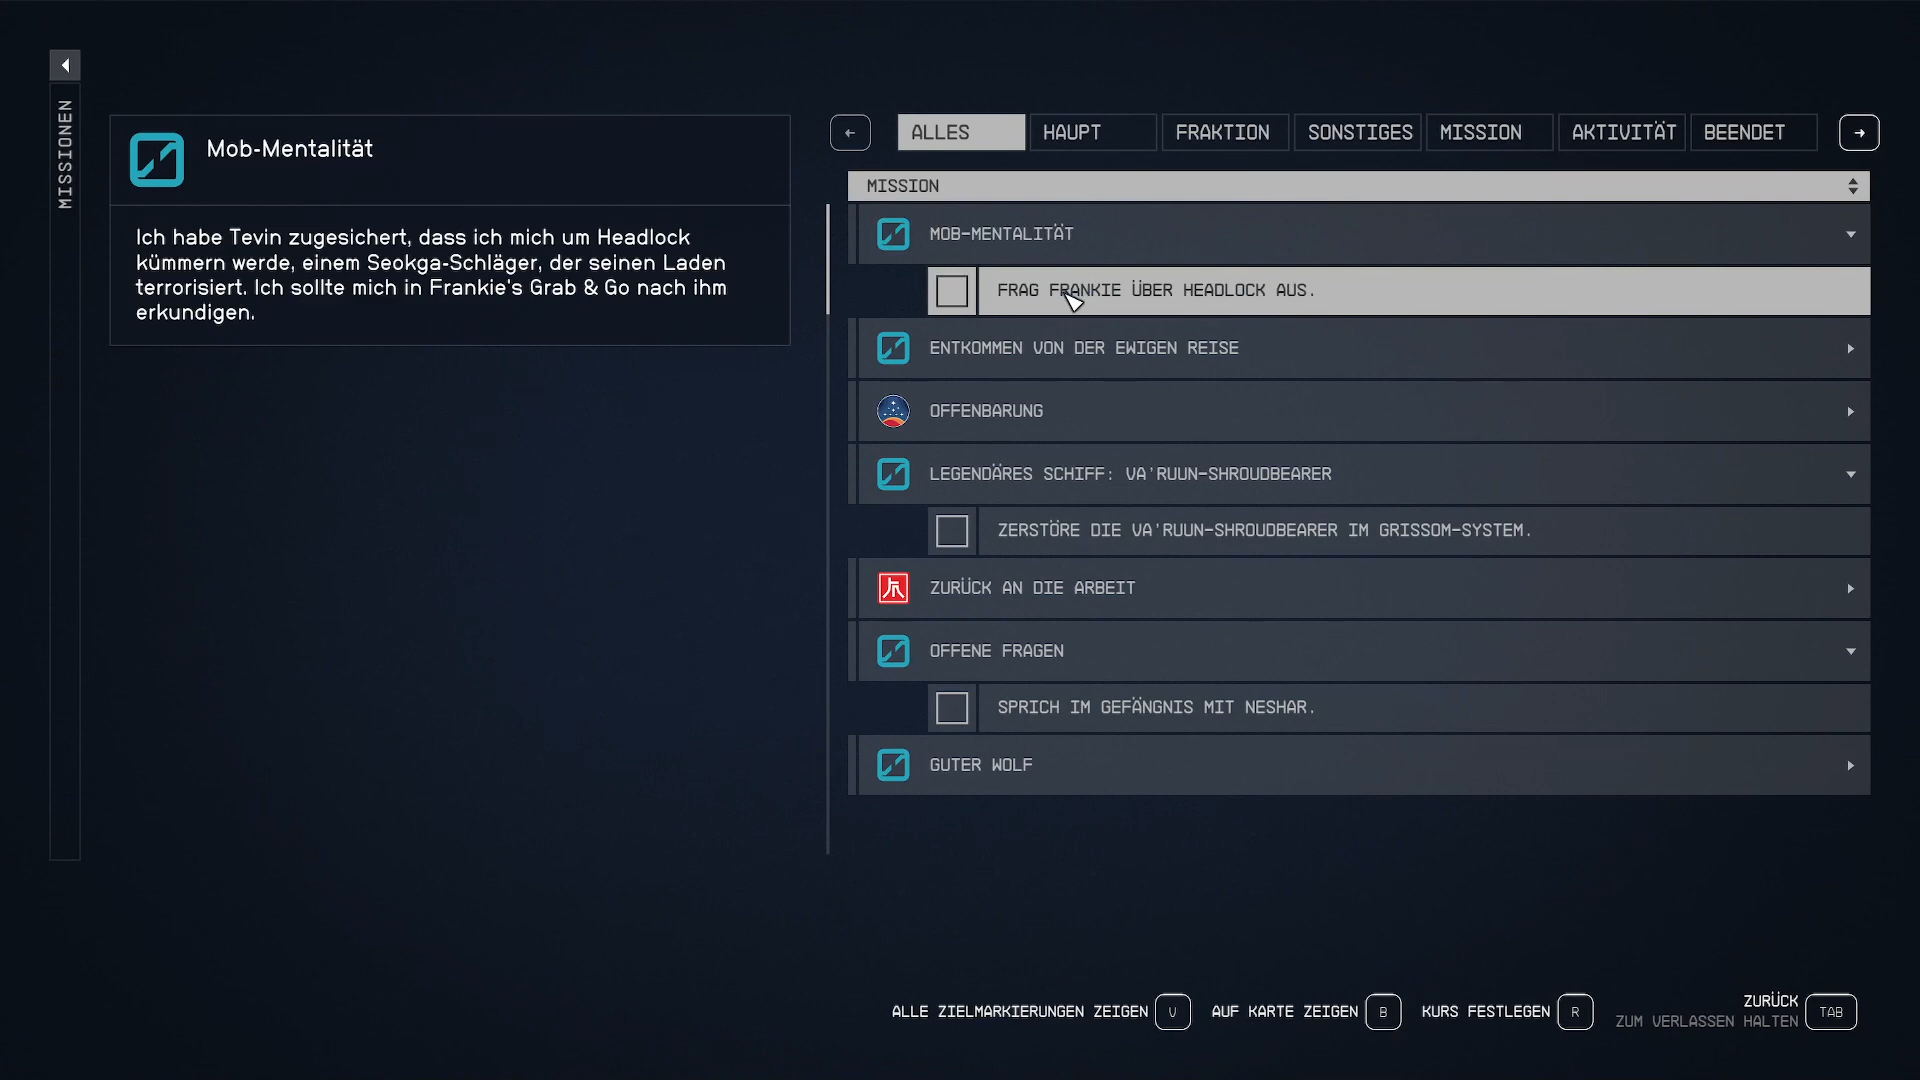 MISSIONEN
Mob-Mentalität
Ich habe Tevin zugesichert, dass ich mich um Headlock
kümmern werde, einem Seokga-Schläger, der seinen Laden
terrorisiert. Ich sollte mich in Frankie's Grab & Go nach ihm
erkundigen.
ALLES HAUPT FRAKTION SONSTIGES MISSION AKTIVITÄT BEENDET
MISSION
MOB-MENTALITÄT
FRAG FRANKIE ÜBER HEADLOCK AUS.
ENTKOMMEN VON DER EWIGEN REISE
OFFENBARUNG
LEGENDÄRES SCHIFF: VA'RUUN-SHROUDBEARER
ZERSTÖRE DIE VA'RUUN-SHROUDBEARER IM GRISSOM-SYSTEM.
ZURÜCK AN DIE ARBEIT
OFFENE FRAGEN
SPRICH IM GEFÄNGNIS MIT NESHAR.
GUTER WOLF
ALLE ZIELMARKIERUNGEN ZEIGEN V AUF KARTE ZEIGEN B KURS FESTLEGEN R ZURÜCK
ZUM VERLASSEN HALTEN TAB